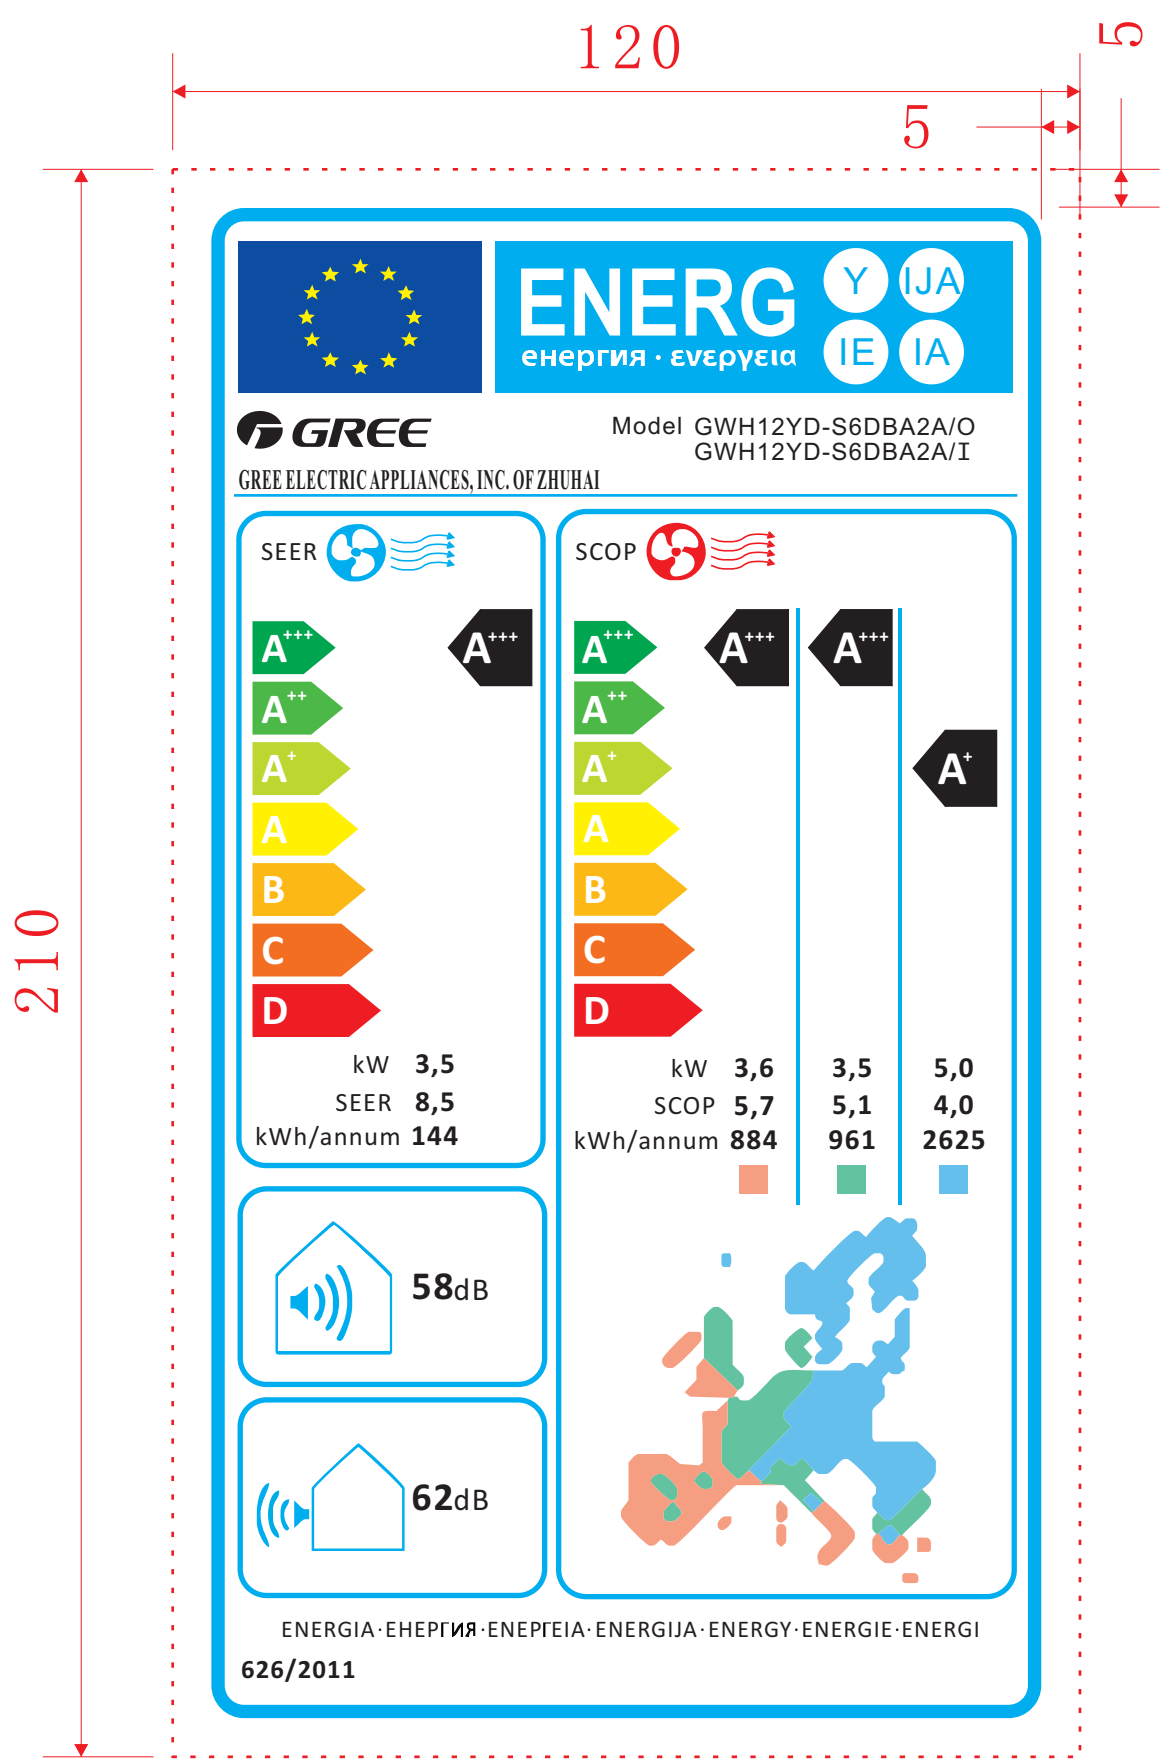 120
5
5
210
ENERG
енергия · ενεργεια
Y IJA
IE IA
GREE
Model GWH12YD-S6DBA2A/O
GWH12YD-S6DBA2A/I
GREE ELECTRIC APPLIANCES, INC. OF ZHUHAI
SEER
A+++ A+++
A++
A+
A
B
C
D
kW 3,5
SEER 8,5
kWh/annum 144
SCOP
A+++ A+++ A+++
A++
A+ A+
A
B
C
D
kW 3,6 3,5 5,0
SCOP 5,7 5,1 4,0
kWh/annum 884 961 2625
58dB
62dB
ENERGIA·ЕНЕРГИЯ·ΕΝΕΡΓΕΙΑ·ENERGIJA·ENERGY·ENERGIE·ENERGI
626/2011